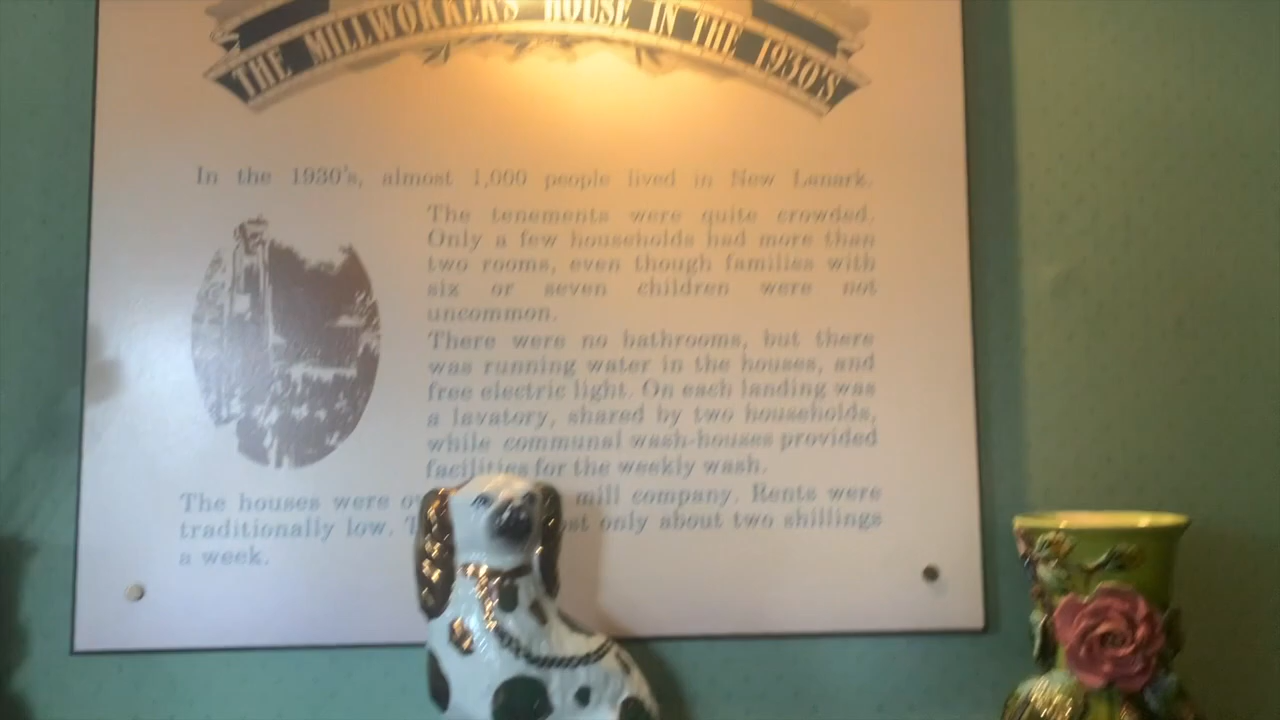 THE MILLWORKER'S HOUSE IN THE 1930'S
In the 1930's, almost 1,000 people lived in New Lanark.
The tenements were quite crowded.
Only a few households had more than
two rooms, even though families with
six or seven children were not
uncommon.
There were no bathrooms, but there
was running water in the houses, and
free electric light. On each landing was
a lavatory, shared by two households,
while communal wash-houses provided
facilities for the weekly wash.
The houses were mill company. Rents were
traditionally low. only about two shillings
a week.